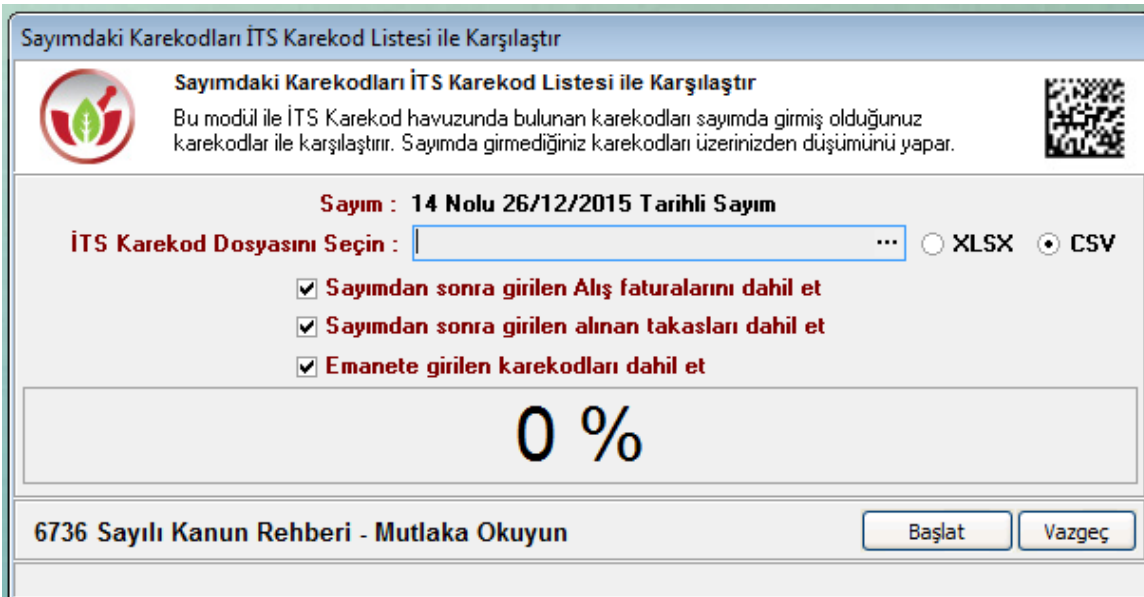 Sayımdaki Karekodları İTS Karekod Listesi ile Karşılaştır
Sayımdaki Karekodları İTS Karekod Listesi ile Karşılaştır
Bu modül ile İTS Karekod havuzunda bulunan karekodları sayımda girmiş olduğunuz
karekodlar ile karşılaştırır. Sayımda girmediğiniz karekodları üzerinizden düşümünü yapar.
Sayım : 14 Nolu 26/12/2015 Tarihli Sayım
İTS Karekod Dosyasını Seçin : ... XLSX CSV
Sayımdan sonra girilen Alış faturalarını dahil et
Sayımdan sonra girilen alınan takasları dahil et
Emanete girilen karekodları dahil et
0 %
6736 Sayılı Kanun Rehberi - Mutlaka Okuyun Başlat Vazgeç